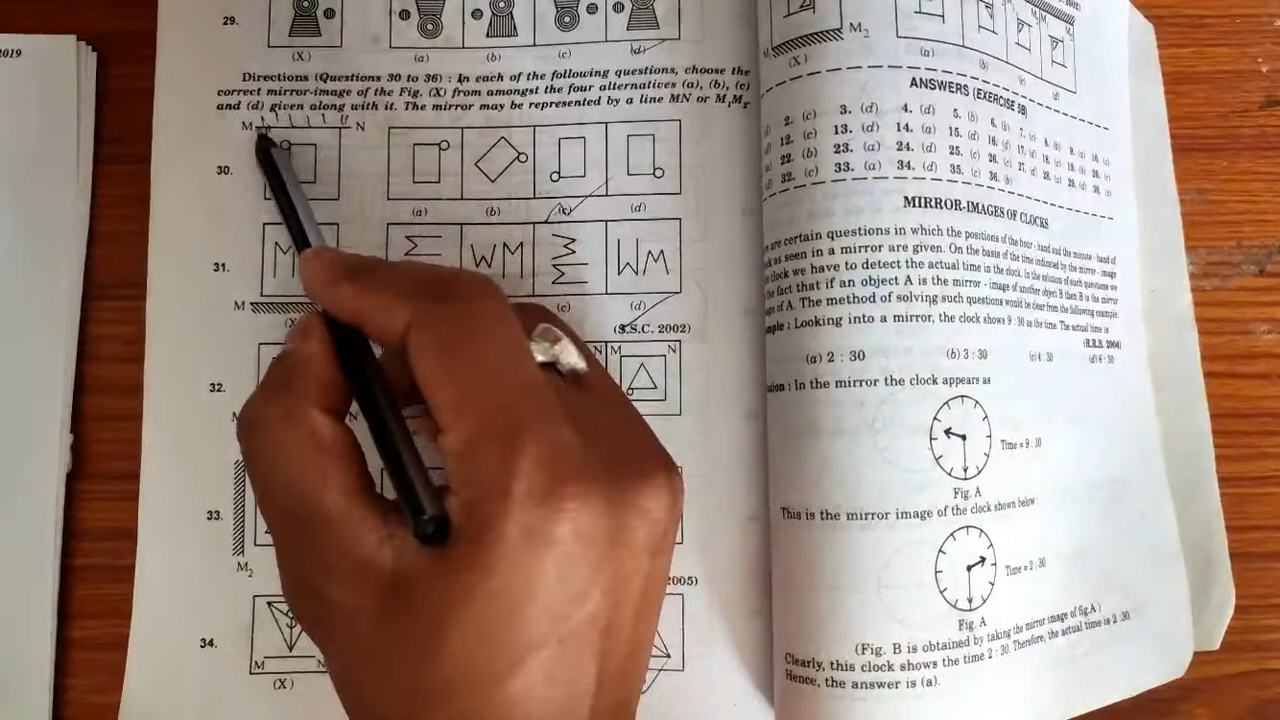 2019
29.
(X)
(a) (b) (c) (d)
Directions (Questions 30 to 36) : In each of the following questions, choose the
correct mirror-image of the Fig. (X) from amongst the four alternatives (a), (b), (c)
and (d) given along with it. The mirror may be represented by a line MN or M₁M₂.
M N
30.
(a) (b) (c) (d)
31.
M
WM
M
(c) (d)
(S.S.C. 2002)
32.
N M N
33.
M₂
2005)
34.
M
(X)
M₂
(X)
(a) (b) (c) (d)
ANSWERS (EXERCISE 5B)
2. (c) 3. (d) 4. (d) 5. (b) 6. (b)
12. (c) 13. (d) 14. (a) 15. (d)
22. (b) 23. (a) 24. (d) 25. (c)
32. (c) 33. (a) 34. (d) 35. (c) 36. (b)
MIRROR-IMAGES OF CLOCKS
are certain questions in which the positions of the hour - hand and the minute - hand of
as seen in a mirror are given. On the basis of the time indicated by the mirror - image
clock we have to detect the actual time in the clock. In the solution of such questions we
fact that if an object A is the mirror - image of another object B then B is the mirror
of A. The method of solving such questions would be clear from the following example.
Looking into a mirror, the clock shows 9 : 30 as the time. The actual time is
(R.R.B. 2004)
(a) 2 : 30 (b) 3 : 30 (c) 4 : 30 (d) 6 : 30
In the mirror the clock appears as
Time = 9 : 30
Fig. A
This is the mirror image of the clock shown below:
Time = 2 : 30
Fig. A
(Fig. B is obtained by taking the mirror image of fig.A )
Clearly, this clock shows the time 2 : 30. Therefore, the actual time is 2 : 30.
Hence, the answer is (a).